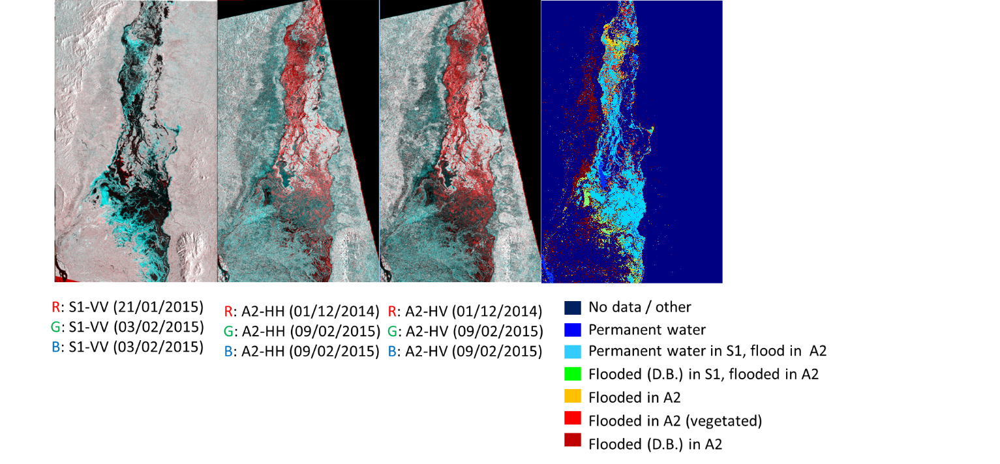 R: S1-VV (21/01/2015)
G: S1-VV (03/02/2015)
B: S1-VV (03/02/2015)
R: A2-HH (01/12/2014)
G: A2-HH (09/02/2015)
B: A2-HH (09/02/2015)
R: A2-HV (01/12/2014)
G: A2-HV (09/02/2015)
B: A2-HV (09/02/2015)
No data / other
Permanent water
Permanent water in S1, flood in A2
Flooded (D.B.) in S1, flooded in A2
Flooded in A2
Flooded in A2 (vegetated)
Flooded (D.B.) in A2